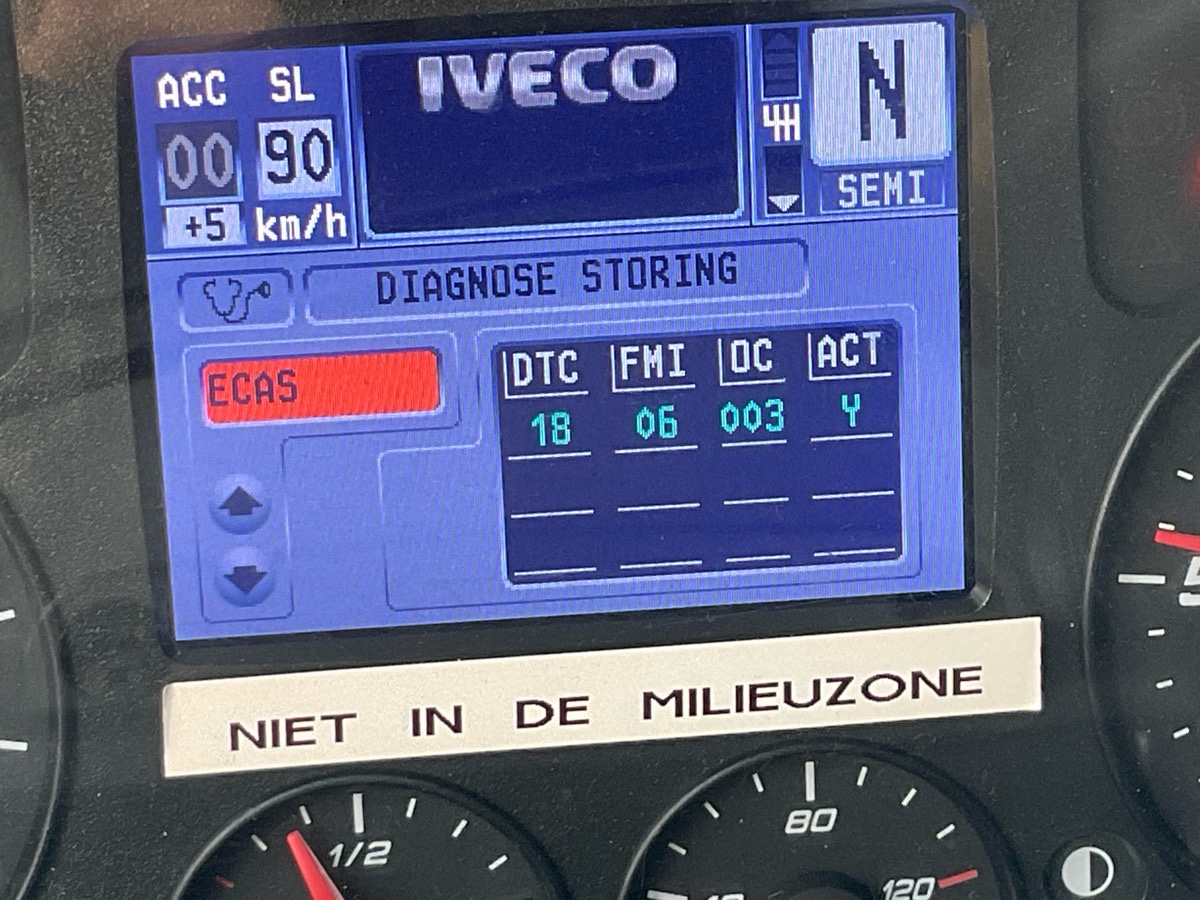 ACC SL
IVECO
N
00 90
4H
+5 km/h
SEMI
DIAGNOSE STORING
ECAS
DTC FMI OC ACT
18 06 003 Y
NIET IN DE MILIEUZONE
1/2
80
120